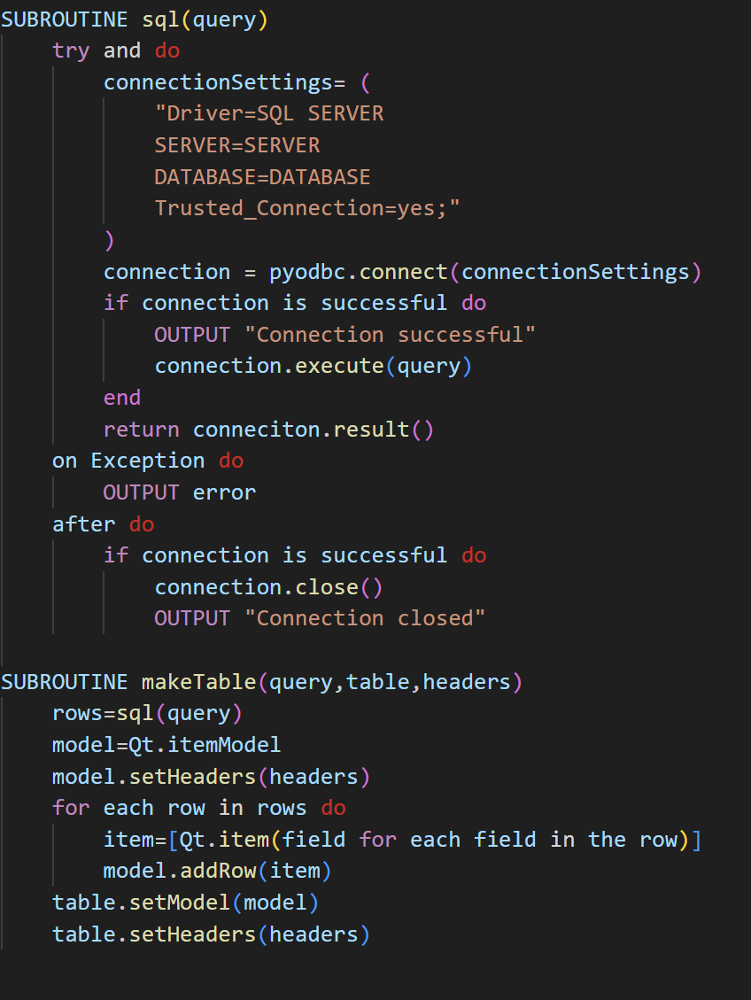 SUBROUTINE sql(query)
try and do
connectionSettings= (
"Driver=SQL SERVER
SERVER=SERVER
DATABASE=DATABASE
Trusted_Connection=yes;"
)
connection = pyodbc.connect(connectionSettings)
if connection is successful do
OUTPUT "Connection successful"
connection.execute(query)
end
return conneciton.result()
on Exception do
OUTPUT error
after do
if connection is successful do
connection.close()
OUTPUT "Connection closed"
SUBROUTINE makeTable(query,table,headers)
rows=sql(query)
model=Qt.itemModel
model.setHeaders(headers)
for each row in rows do
item=[Qt.item(field for each field in the row)]
model.addRow(item)
table.setModel(model)
table.setHeaders(headers)